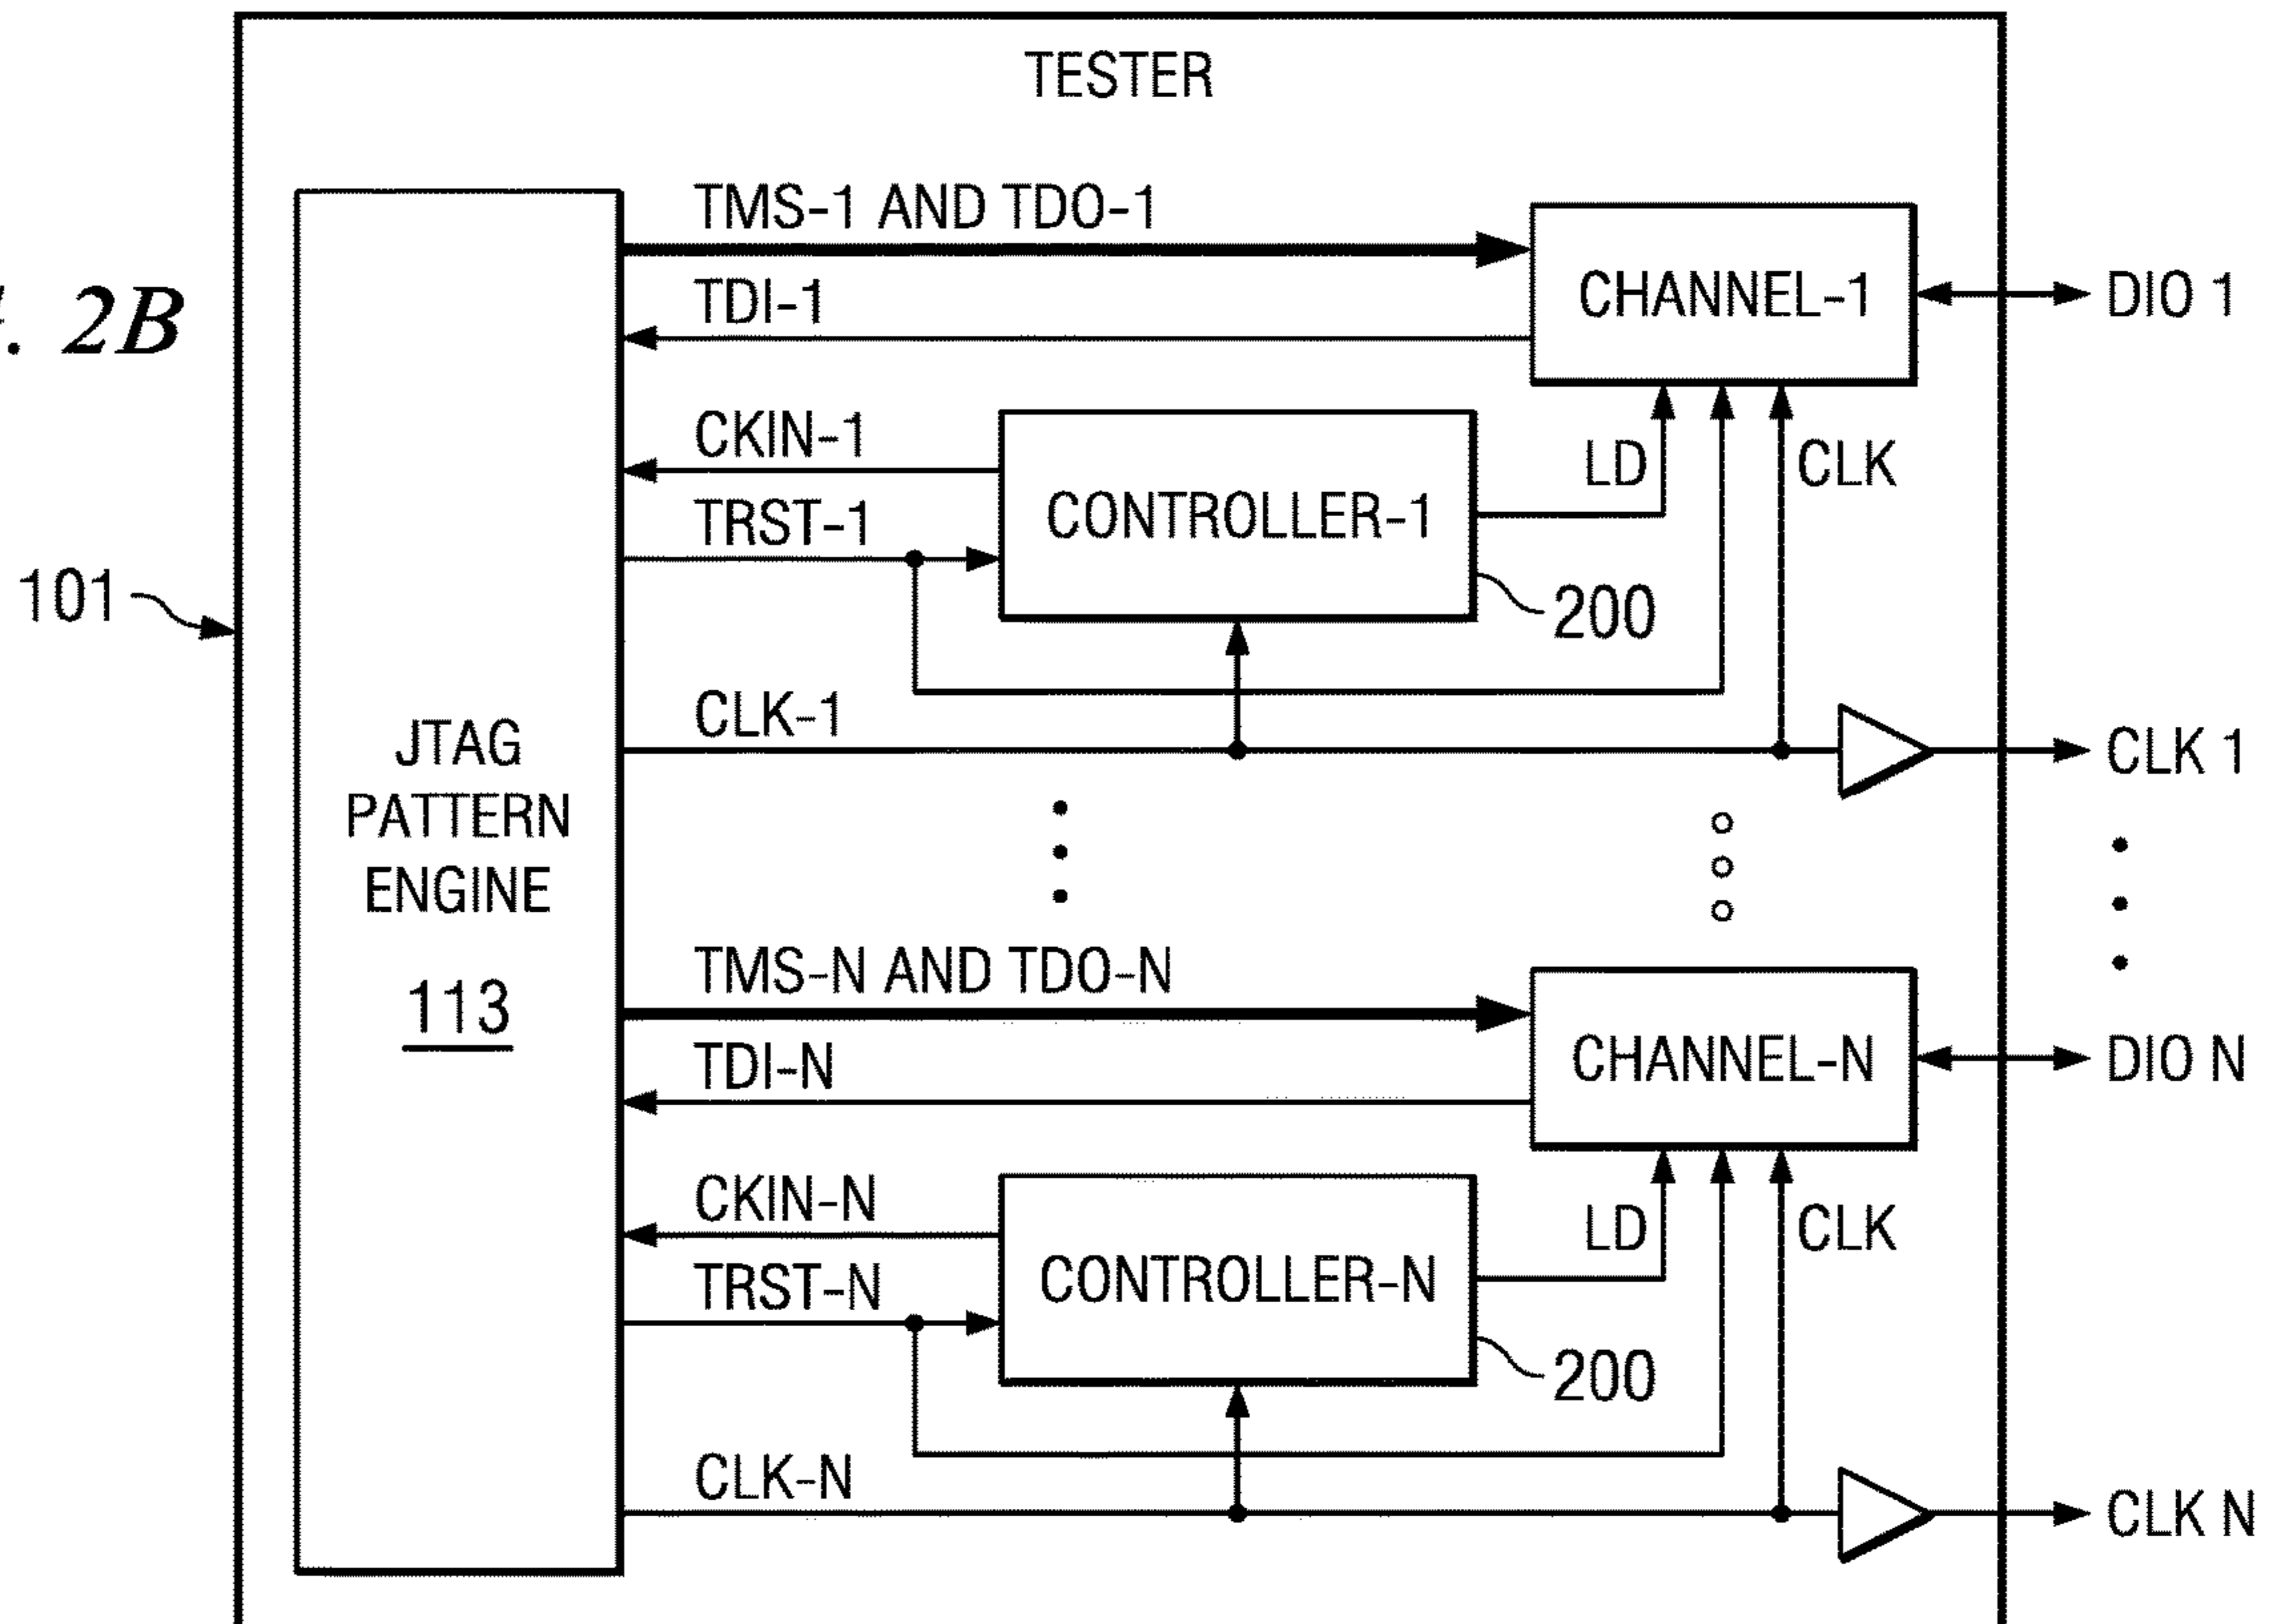 TESTER
TMS-1 AND TDO-1
CHANNEL-1
DIO 1
TDI-1
. 2B
CKIN-1
LD
CLK
CONTROLLER-1
TRST-1
101
200
CLK-1
CLK 1
JTAG
PATTERN
ENGINE
113
TMS-N AND TDO-N
CHANNEL-N
DIO N
TDI-N
CKIN-N
LD
CLK
CONTROLLER-N
TRST-N
200
CLK-N
CLK N